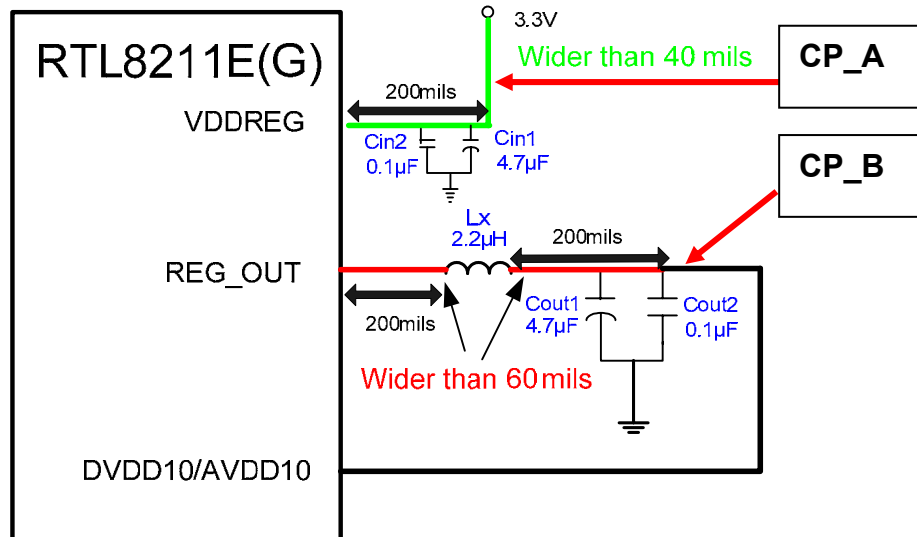 3.3V
RTL8211E(G)
Wider than 40 mils
CP_A
200mils
VDDREG
Cin2
0.1µF
Cin1
4.7µF
CP_B
Lx
2.2µH
200mils
REG_OUT
200mils
Cout1
4.7µF
Cout2
0.1µF
Wider than 60 mils
DVDD10/AVDD10